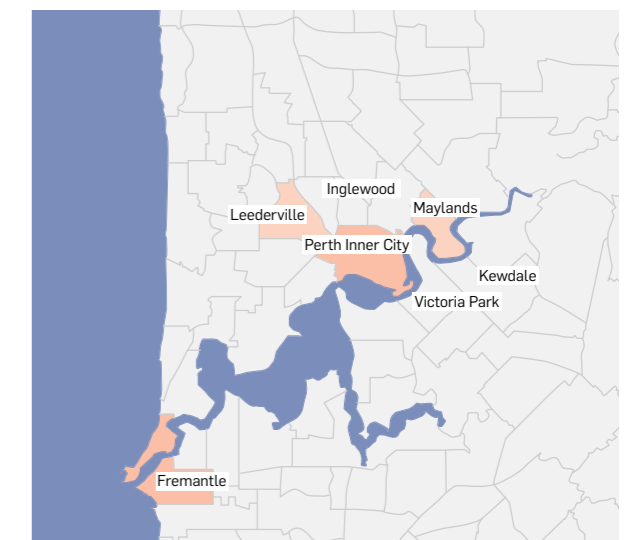 Inglewood
Maylands
Leederville
Perth Inner City
Kewdale
Victoria Park
Fremantle